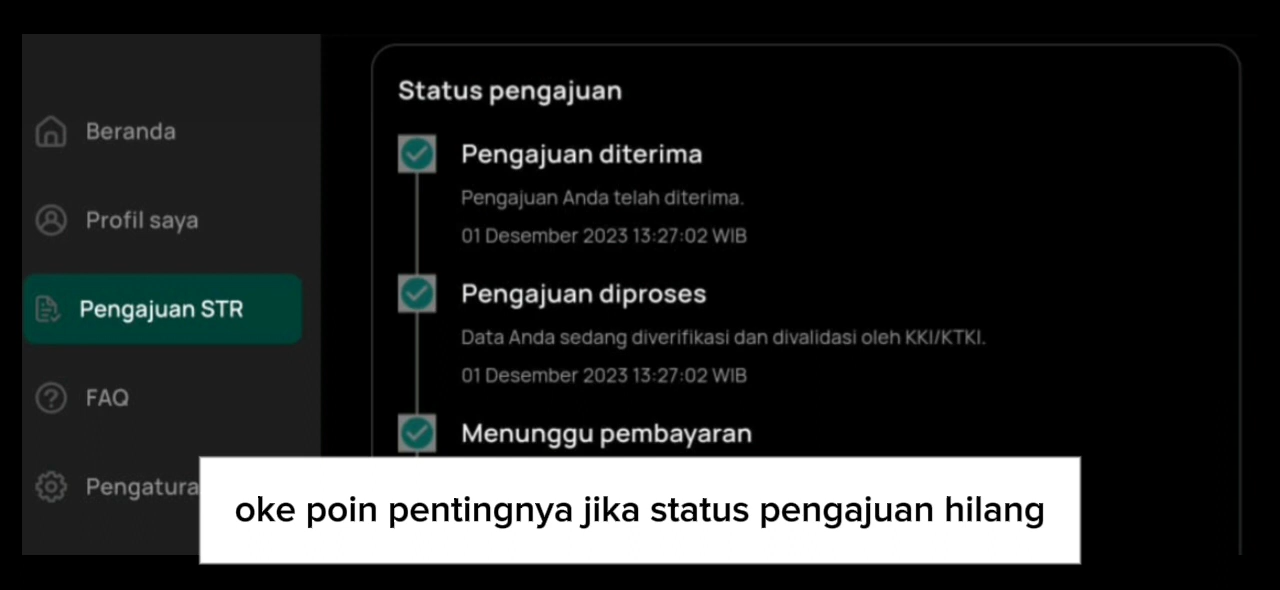 Beranda
Profil saya
Pengajuan STR
FAQ
Pengatura
Status pengajuan
Pengajuan diterima
Pengajuan Anda telah diterima.
01 Desember 2023 13:27:02 WIB
Pengajuan diproses
Data Anda sedang diverifikasi dan divalidasi oleh KKI/KTKI.
01 Desember 2023 13:27:02 WIB
Menunggu pembayaran
oke poin pentingnya jika status pengajuan hilang